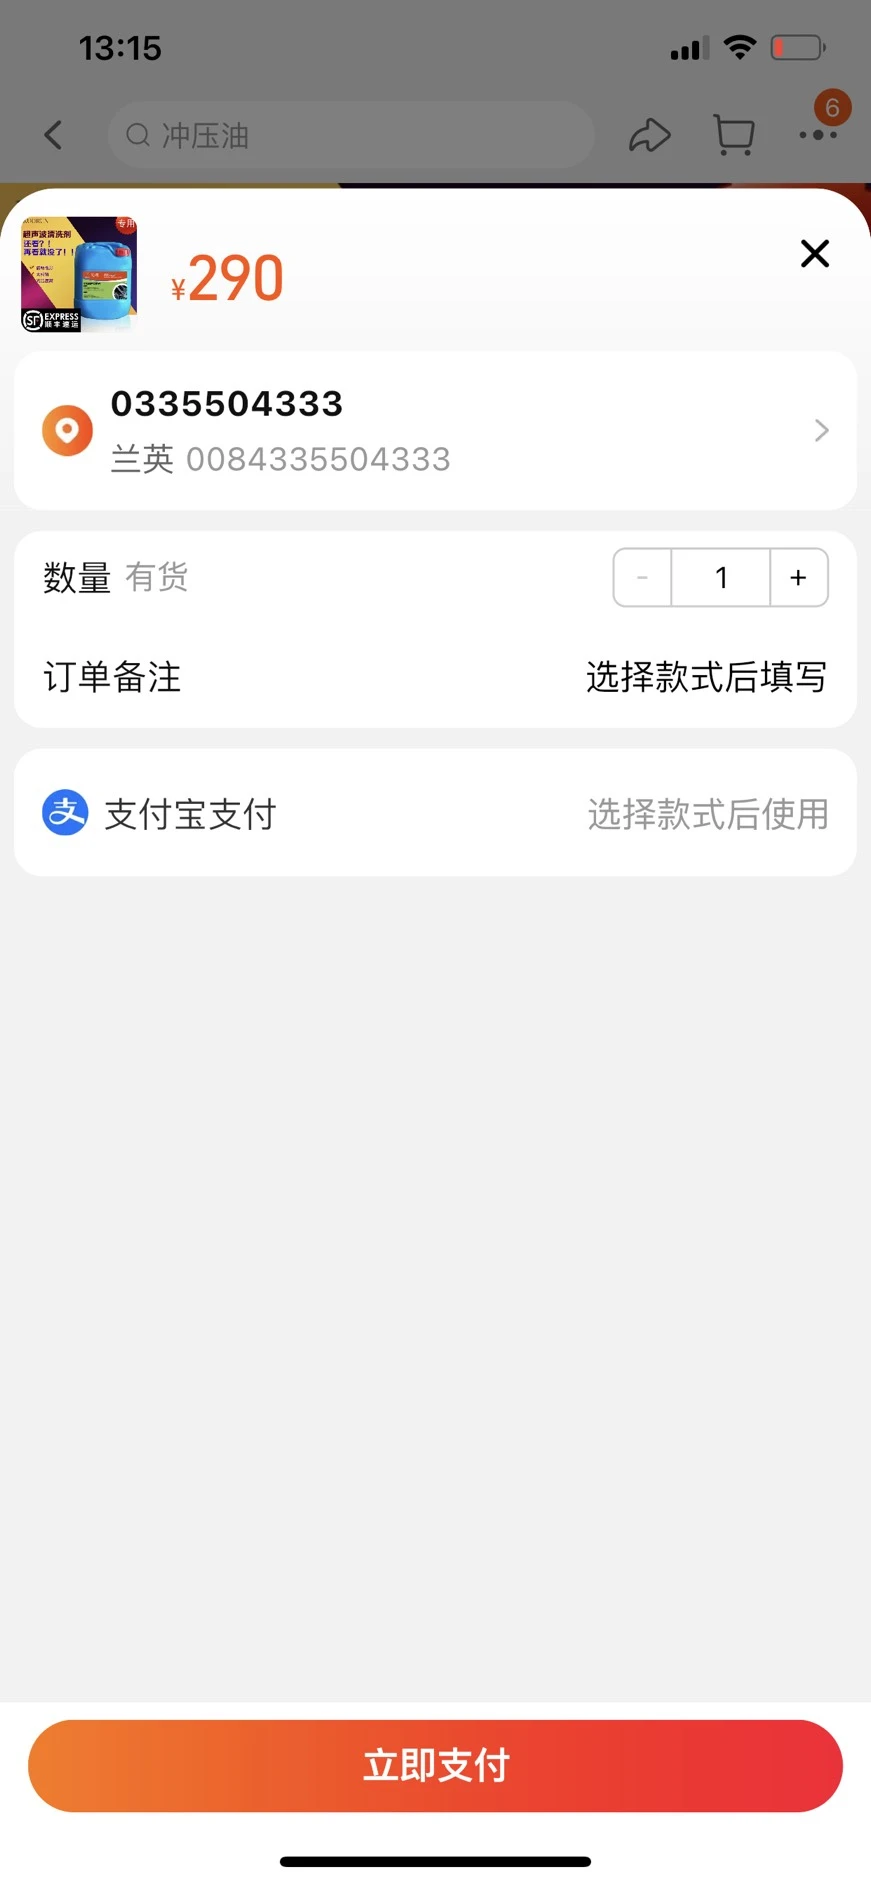 13:15
冲压油
6
专用
超声波清洗剂
还看?!
再看就没了!!
SF EXPRESS
顺丰速运
¥290
0335504333
兰英 0084335504333
数量 有货
- 1 +
订单备注 选择款式后填写
支 支付宝支付 选择款式后使用
立即支付